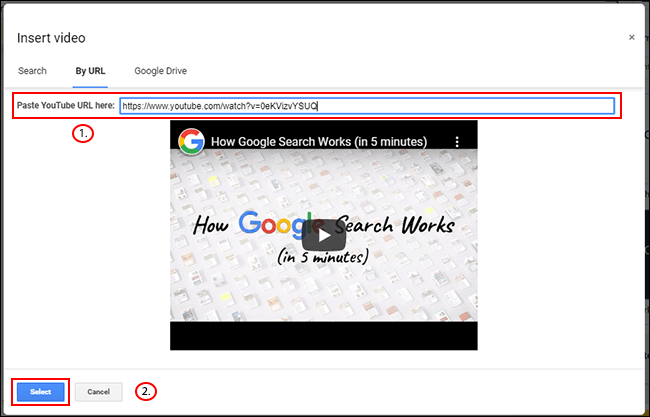 Insert video
×
Search By URL Google Drive
Paste YouTube URL here: https://www.youtube.com/watch?v=0eKVizvYSUQ
1.
How Google Search Works (in 5 minutes)
How Google Search Works
(in 5 minutes)
Select Cancel 2.